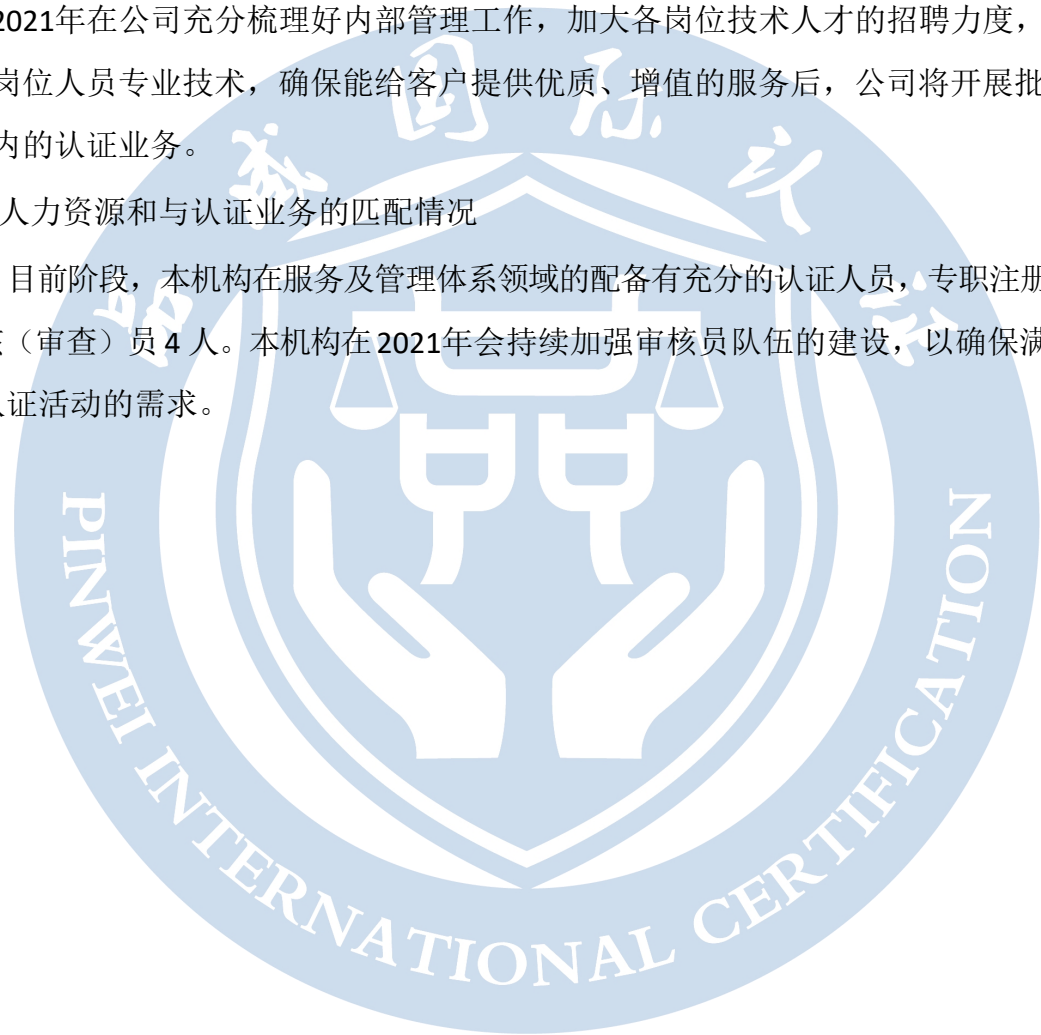 2021年在公司充分梳理好内部管理工作，加大各岗位技术人才的招聘力度，
岗位人员专业技术，确保能给客户提供优质、增值的服务后，公司将开展批
内的认证业务。
人力资源和与认证业务的匹配情况
目前阶段，本机构在服务及管理体系领域的配备有充分的认证人员，专职注册
（审查）员 4 人。本机构在 2021年会持续加强审核员队伍的建设，以确保满
证活动的需求。
品威国际认证
PINWEI INTERNATIONAL CERTIFICATION